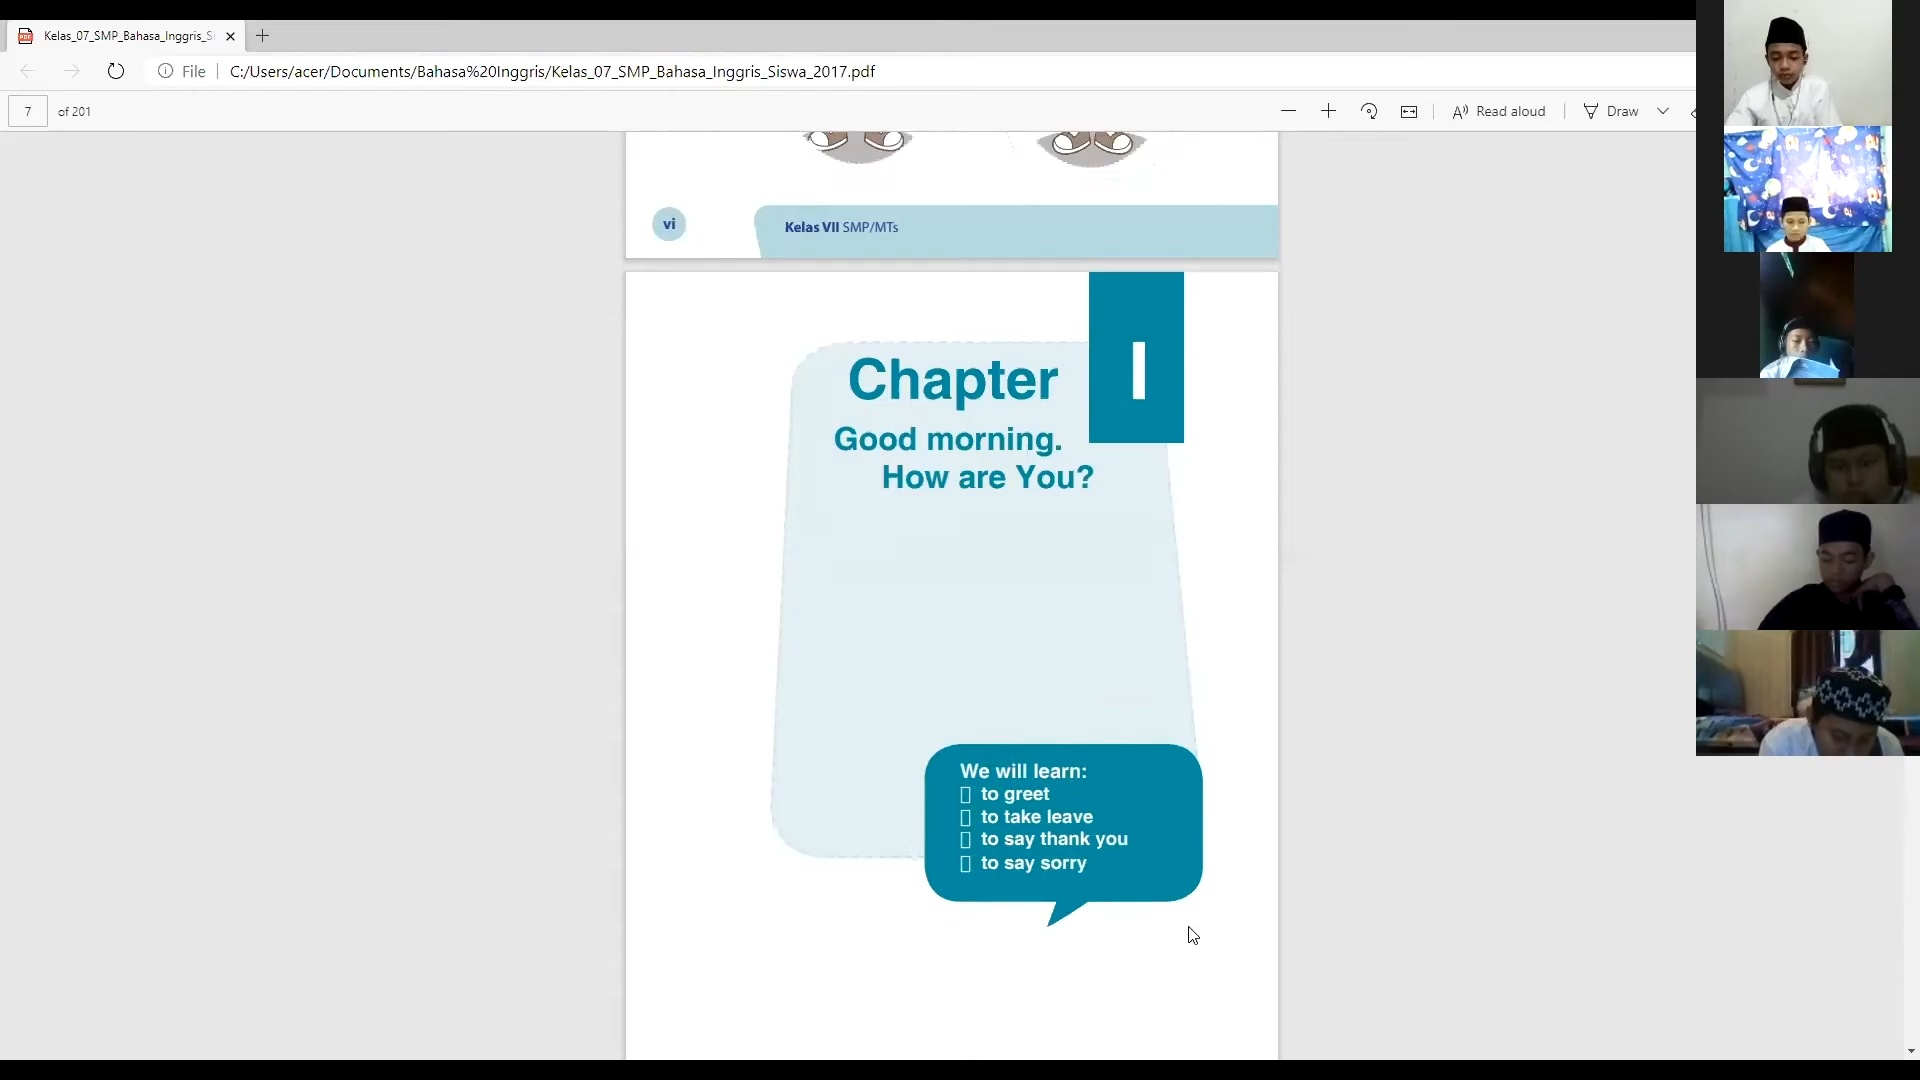 Kelas_07_SMP_Bahasa_Inggris_S
File
C:/Users/acer/Documents/Bahasa%20Inggris/Kelas_07_SMP_Bahasa_Inggris_Siswa_2017.pdf
7 of 201
Read aloud
Draw
vi
Kelas VII SMP/MTs
Chapter I
Good morning.
How are You?
We will learn:
to greet
to take leave
to say thank you
to say sorry